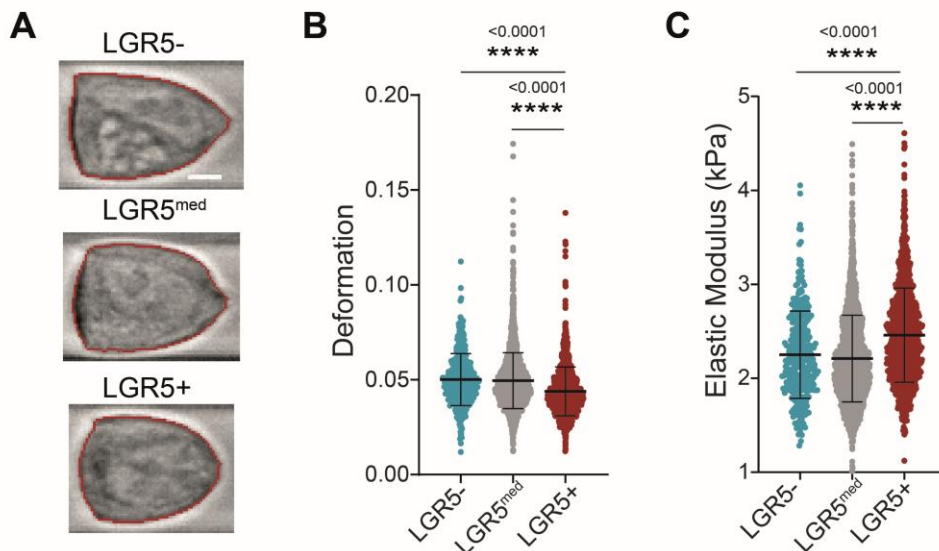 A
LGR5-
LGR5med
LGR5+
B
<0.0001
****
<0.0001
****
Deformation
0.20
0.15
0.10
0.05
0.00
LGR5-
LGR5med
LGR5+
C
<0.0001
****
<0.0001
****
Elastic Modulus (kPa)
5
4
3
2
1
LGR5-
LGR5med
LGR5+